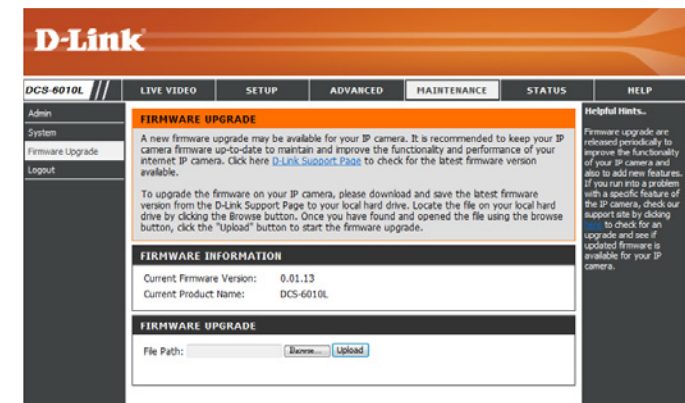 D-Link
DCS-6010L
LIVE VIDEO
SETUP
ADVANCED
MAINTENANCE
STATUS
HELP
Admin
System
Firmware Upgrade
Logout
FIRMWARE UPGRADE
A new firmware upgrade may be available for your IP camera. It is recommended to keep your IP
camera firmware up-to-date to maintain and improve the functionality and performance of your
internet IP camera. Click here D-Link Support Page to check for the latest firmware version
available.
To upgrade the firmware on your IP camera, please download and save the latest firmware
version from the D-Link Support Page to your local hard drive. Locate the file on your local hard
drive by clicking the Browse button. Once you have found and opened the file using the browse
button, click the "Upload" button to start the firmware upgrade.
FIRMWARE INFORMATION
Current Firmware Version: 0.01.13
Current Product Name: DCS-6010L
FIRMWARE UPGRADE
File Path:
Browse...
Upload
Helpful Hints..
Firmware upgrade are
released periodically to
improve the functionality
of your IP camera and
also to add new features.
If you run into a problem
with a specific feature of
the IP camera, check our
support site by clicking
here to check for an
upgrade and see if
updated firmware is
available for your IP
camera.